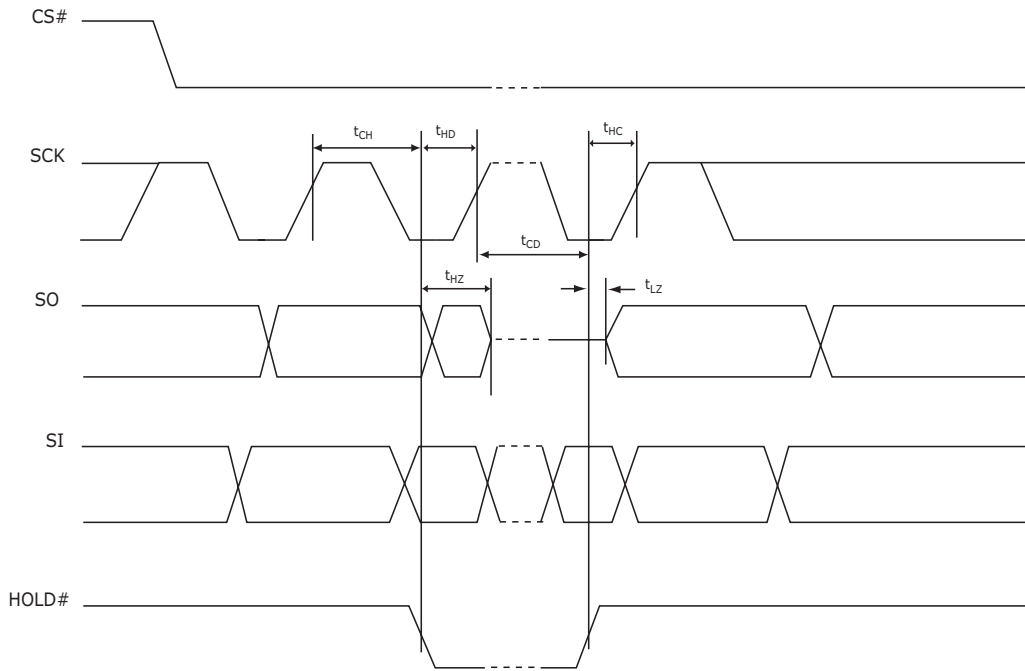 CS#
tCH
tHD
tHC
SCK
tCD
tHZ
tLZ
SO
SI
HOLD#